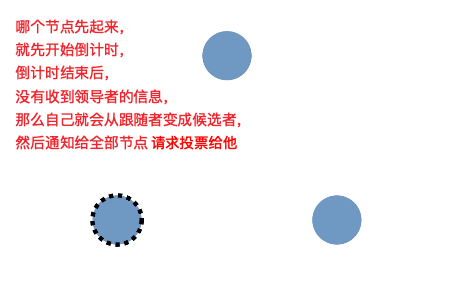 哪个节点先起来，
就先开始倒计时，
倒计时结束后，
没有收到领导者的信息，
那么自己就会从跟随者变成候选者，
然后通知给全部节点 请求投票给他